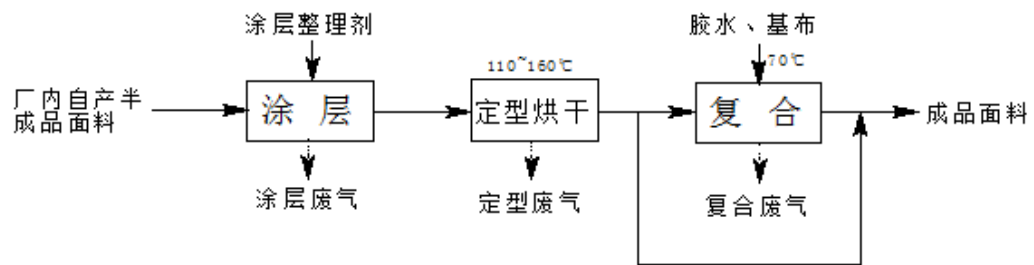 涂层整理剂
胶水、基布
110~160℃
70℃
厂内自产半
成品面料
涂 层
定型烘干
复 合
成品面料
涂层废气
定型废气
复合废气